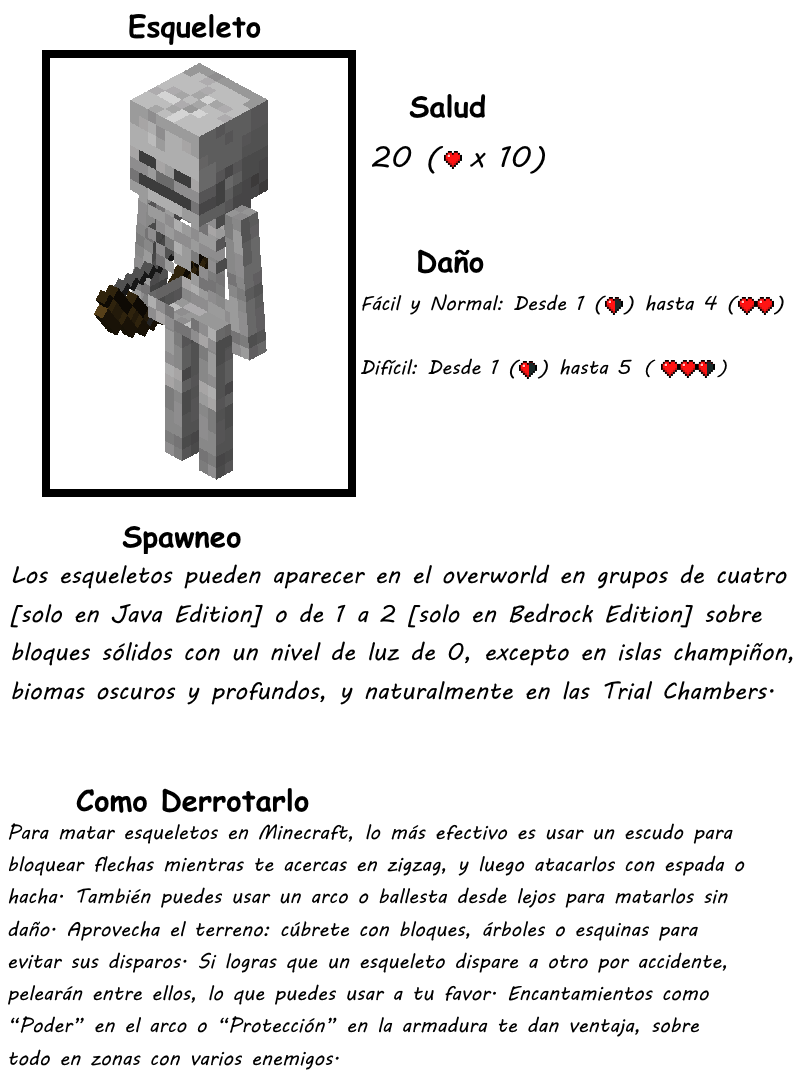 Esqueleto
Salud
20 (❤ x 10)
Daño
Fácil y Normal: Desde 1 ( ) hasta 4 (❤❤)
Difícil: Desde 1 ( ) hasta 5 ( ❤❤ )
Spawneo
Los esqueletos pueden aparecer en el overworld en grupos de cuatro
[solo en Java Edition] o de 1 a 2 [solo en Bedrock Edition] sobre
bloques sólidos con un nivel de luz de 0, excepto en islas champiñon,
biomas oscuros y profundos, y naturalmente en las Trial Chambers.
Como Derrotarlo
Para matar esqueletos en Minecraft, lo más efectivo es usar un escudo para
bloquear flechas mientras te acercas en zigzag, y luego atacarlos con espada o
hacha. También puedes usar un arco o ballesta desde lejos para matarlos sin
daño. Aprovecha el terreno: cúbrete con bloques, árboles o esquinas para
evitar sus disparos. Si logras que un esqueleto dispare a otro por accidente,
pelearán entre ellos, lo que puedes usar a tu favor. Encantamientos como
“Poder” en el arco o “Protección” en la armadura te dan ventaja, sobre
todo en zonas con varios enemigos.